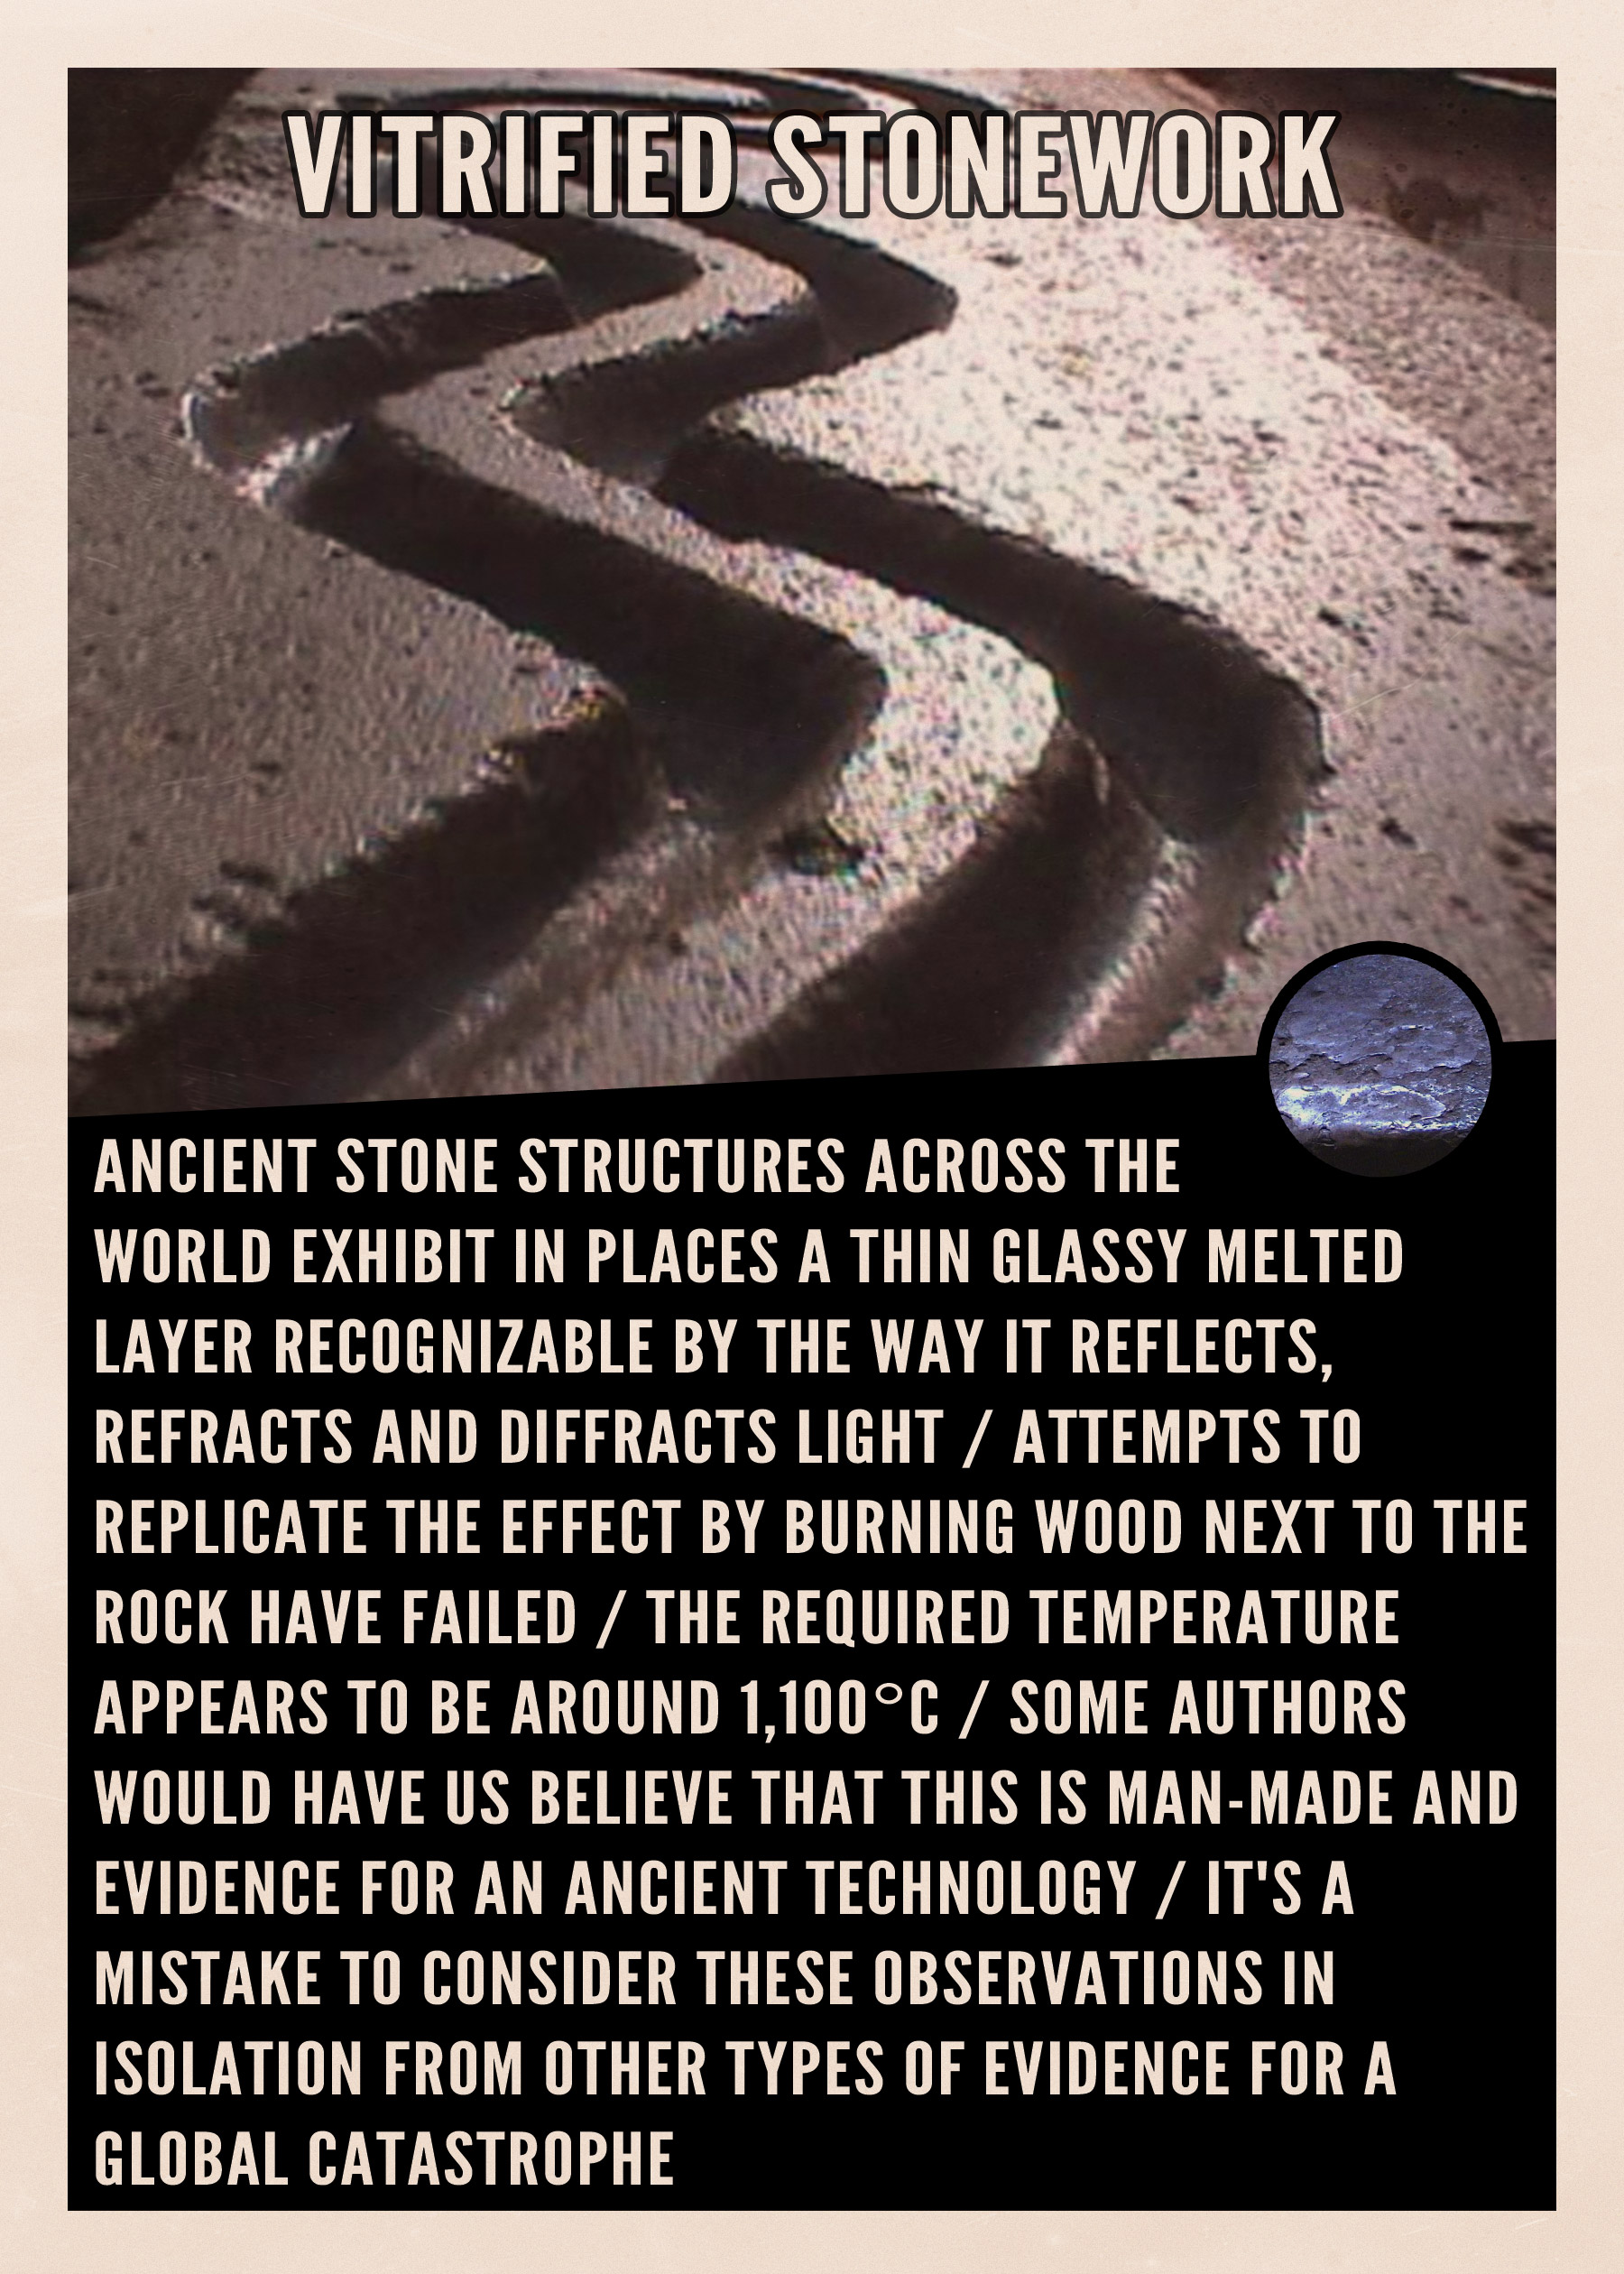 VITRIFIED STONEWORK
ANCIENT STONE STRUCTURES ACROSS THE
WORLD EXHIBIT IN PLACES A THIN GLASSY MELTED
LAYER RECOGNIZABLE BY THE WAY IT REFLECTS,
REFRACTS AND DIFFRACTS LIGHT / ATTEMPTS TO
REPLICATE THE EFFECT BY BURNING WOOD NEXT TO THE
ROCK HAVE FAILED / THE REQUIRED TEMPERATURE
APPEARS TO BE AROUND 1,100°C / SOME AUTHORS
WOULD HAVE US BELIEVE THAT THIS IS MAN-MADE AND
EVIDENCE FOR AN ANCIENT TECHNOLOGY / IT'S A
MISTAKE TO CONSIDER THESE OBSERVATIONS IN
ISOLATION FROM OTHER TYPES OF EVIDENCE FOR A
GLOBAL CATASTROPHE